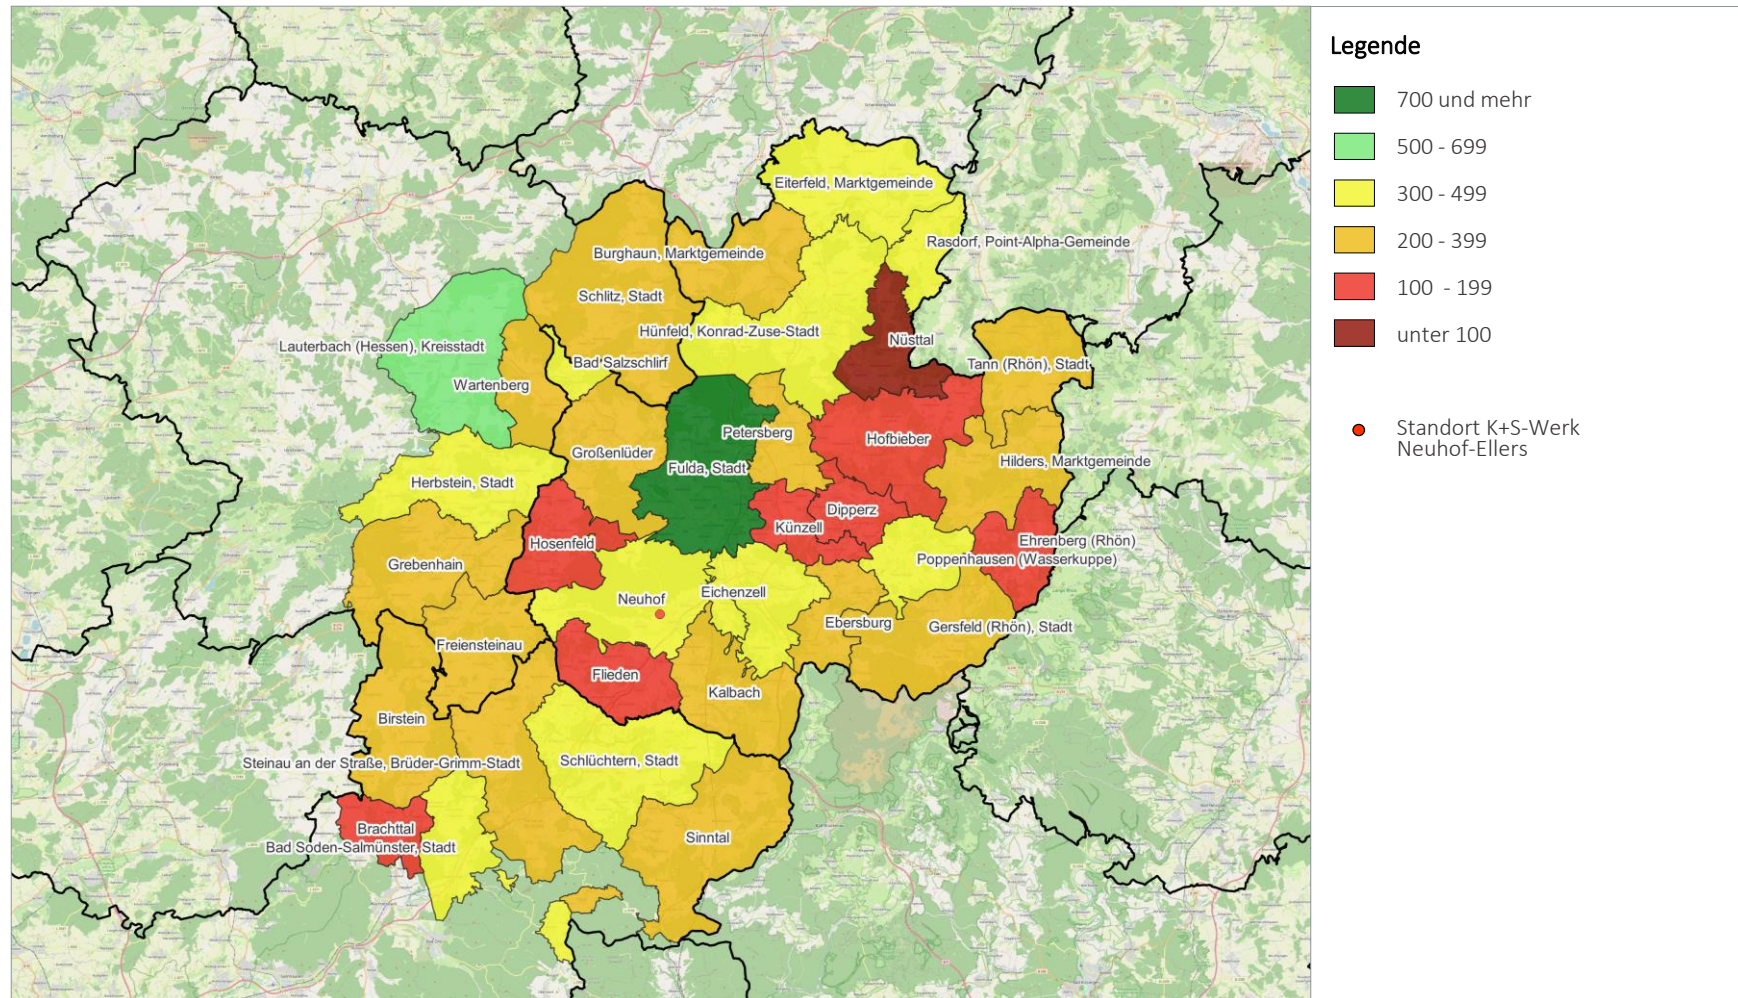 Legende
700 und mehr
500 - 699
300 - 499
200 - 399
100 - 199
unter 100
Standort K+S-Werk
Neuhof-Ellers
Eiterfeld, Marktgemeinde
Rasdorf, Point-Alpha-Gemeinde
Burghaun, Marktgemeinde
Schlitz, Stadt
Hünfeld, Konrad-Zuse-Stadt
Nüsttal
Lauterbach (Hessen), Kreisstadt
Bad Salzschlirf
Tann (Rhön), Stadt
Wartenberg
Petersberg
Hofbieber
Großenlüder
Hilders, Marktgemeinde
Fulda, Stadt
Herbstein, Stadt
Dipperz
Künzell
Hosenfeld
Ehrenberg (Rhön)
Poppenhausen (Wasserkuppe)
Grebenhain
Eichenzell
Neuhof
Ebersburg
Gersfeld (Rhön), Stadt
Freiensteinau
Flieden
Kalbach
Birstein
Schlüchtern, Stadt
Steinau an der Straße, Brüder-Grimm-Stadt
Brachttal
Sinntal
Bad Soden-Salmünster, Stadt